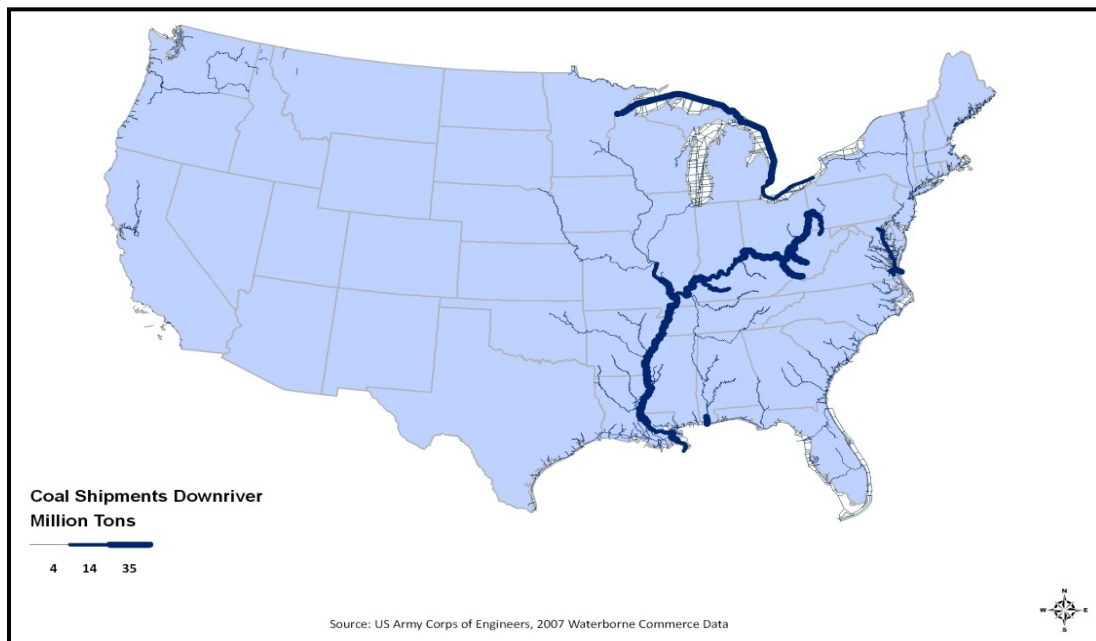 Coal Shipments Downriver
Million Tons
4 14 35
Source: US Army Corps of Engineers, 2007 Waterborne Commerce Data
N
W E
S